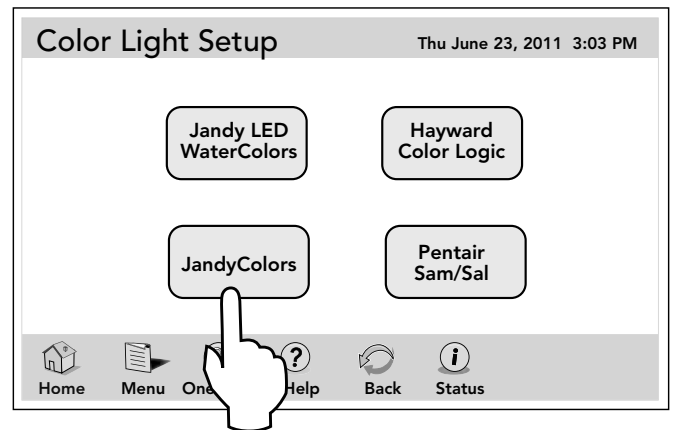 Color Light Setup
Thu June 23, 2011 3:03 PM
Jandy LED
WaterColors
Hayward
Color Logic
JandyColors
Pentair
Sam/Sal
?
i
Home Menu Back Status